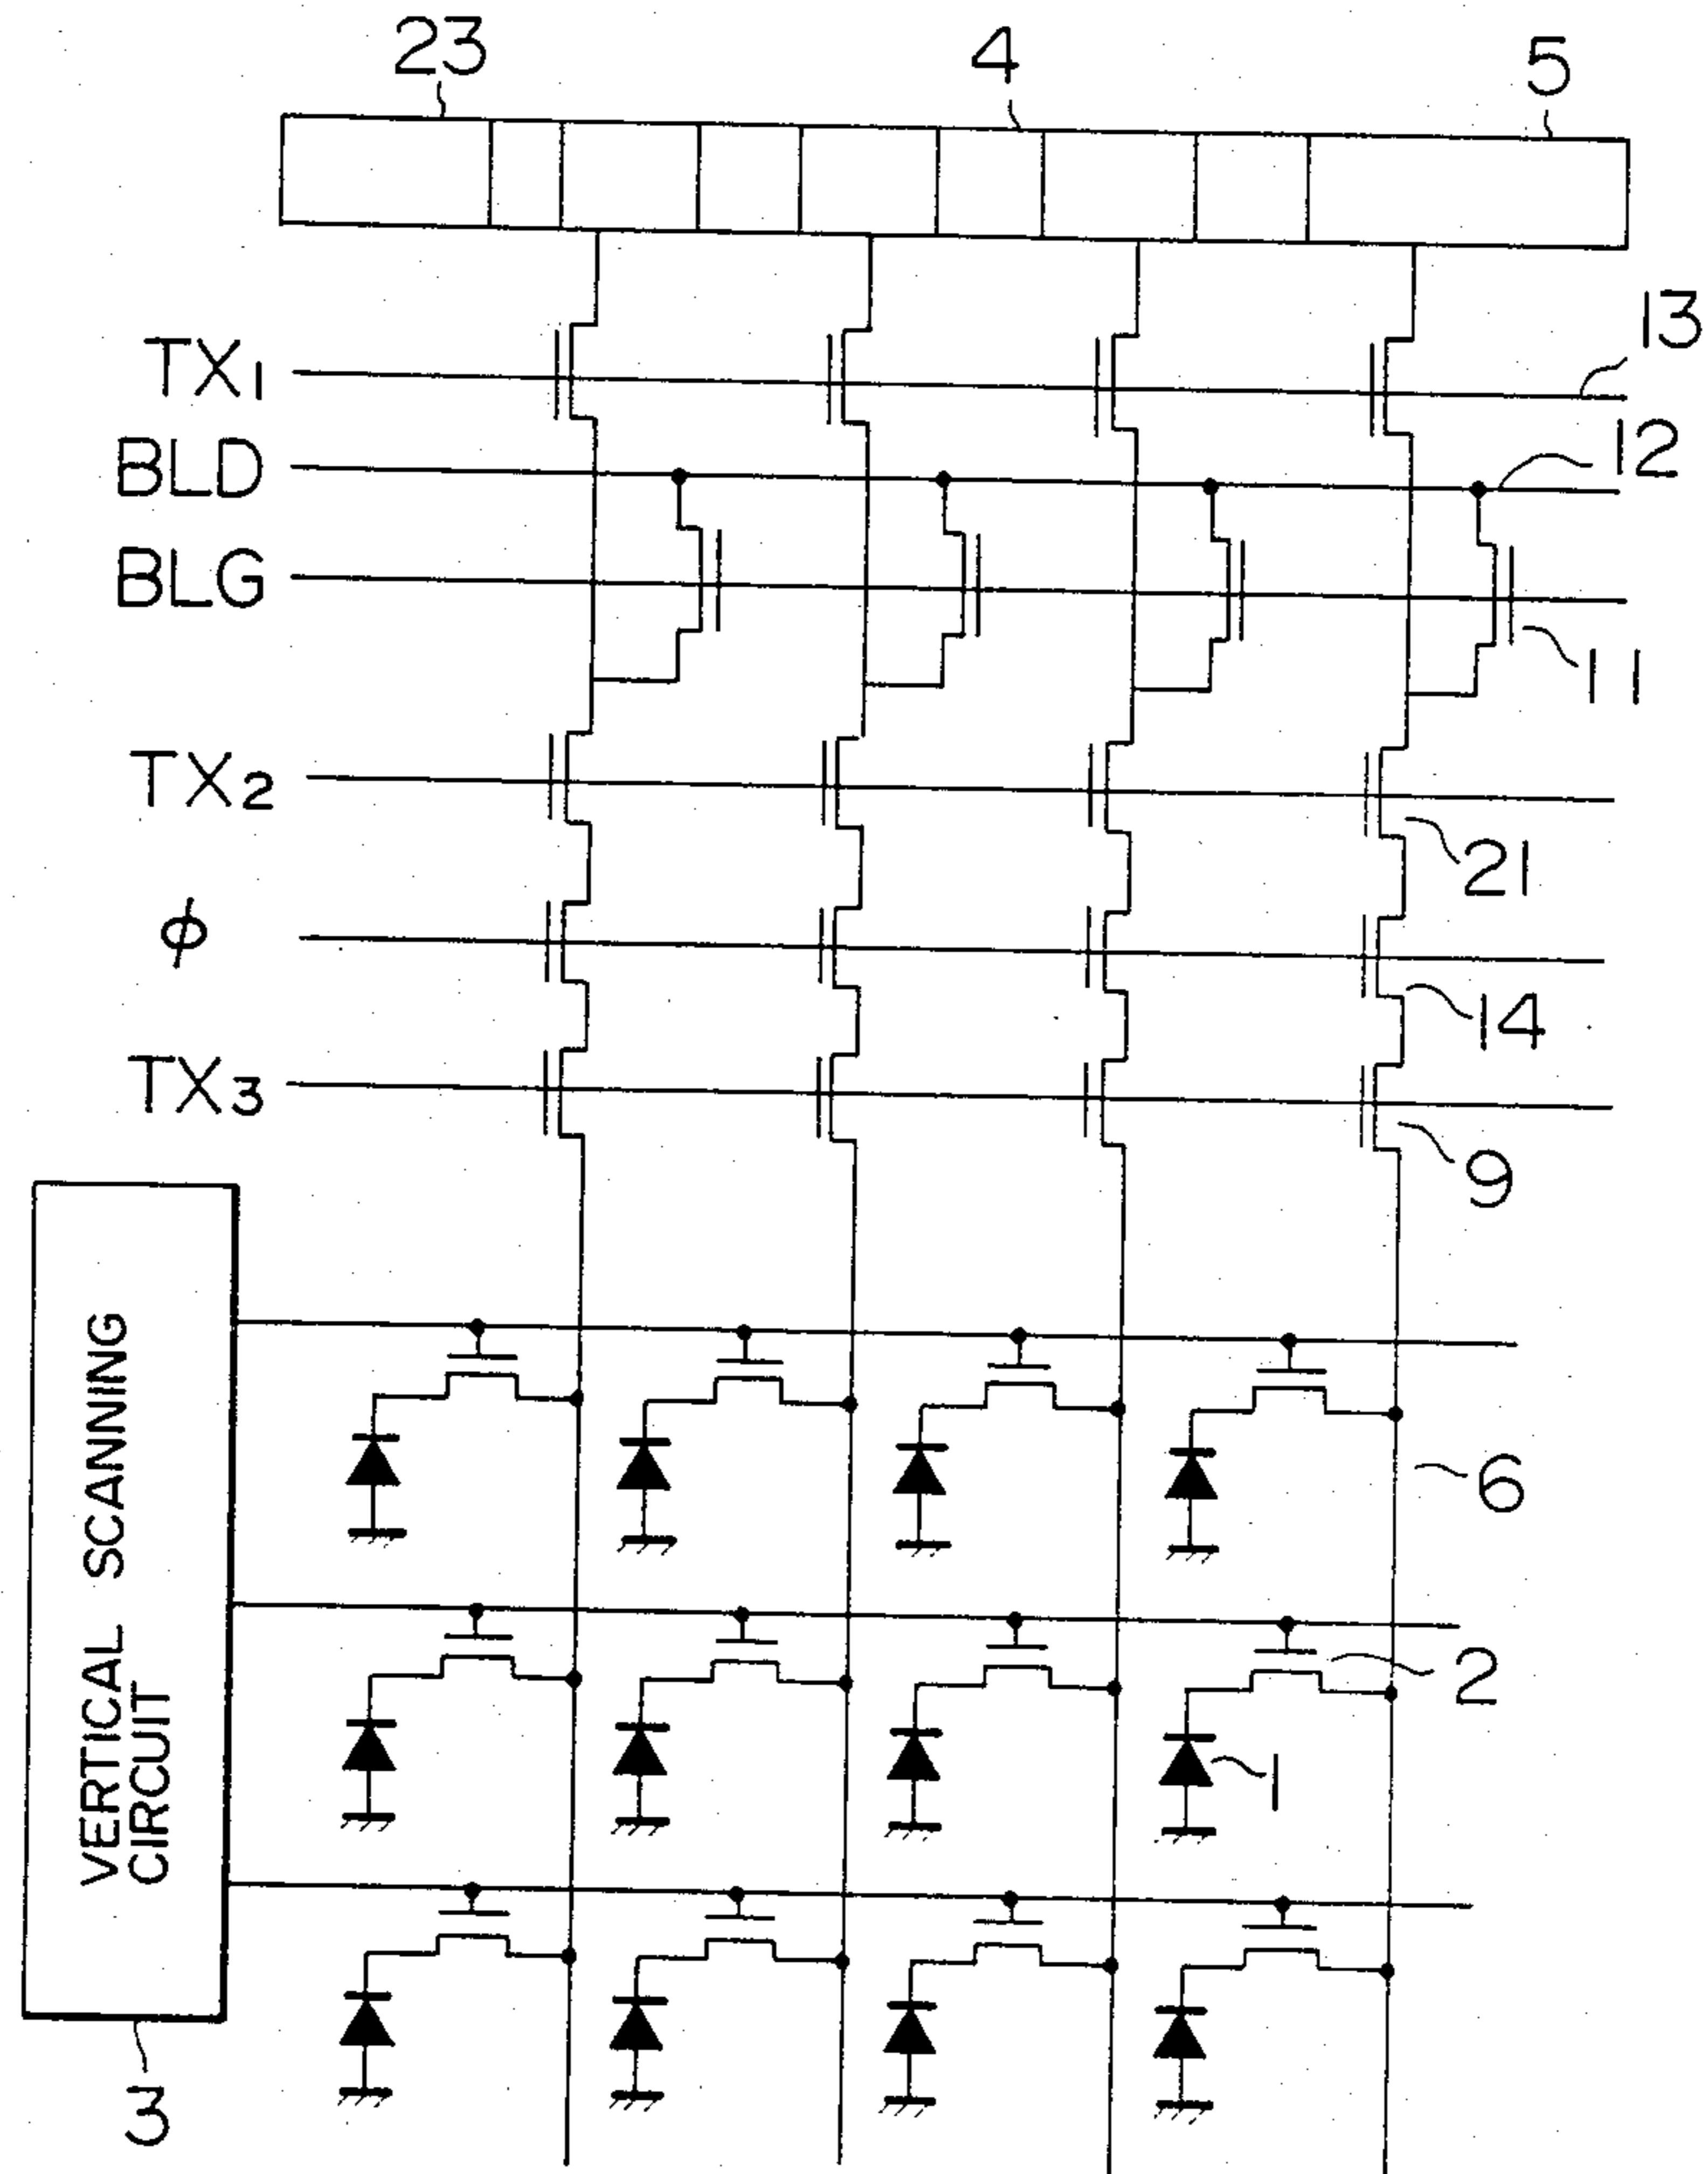 23
4
5
TX1
13
BLD
12
BLG
11
TX2
21
ϕ
14
TX3
9
6
VERTICAL SCANNING
CIRCUIT
2
1
3